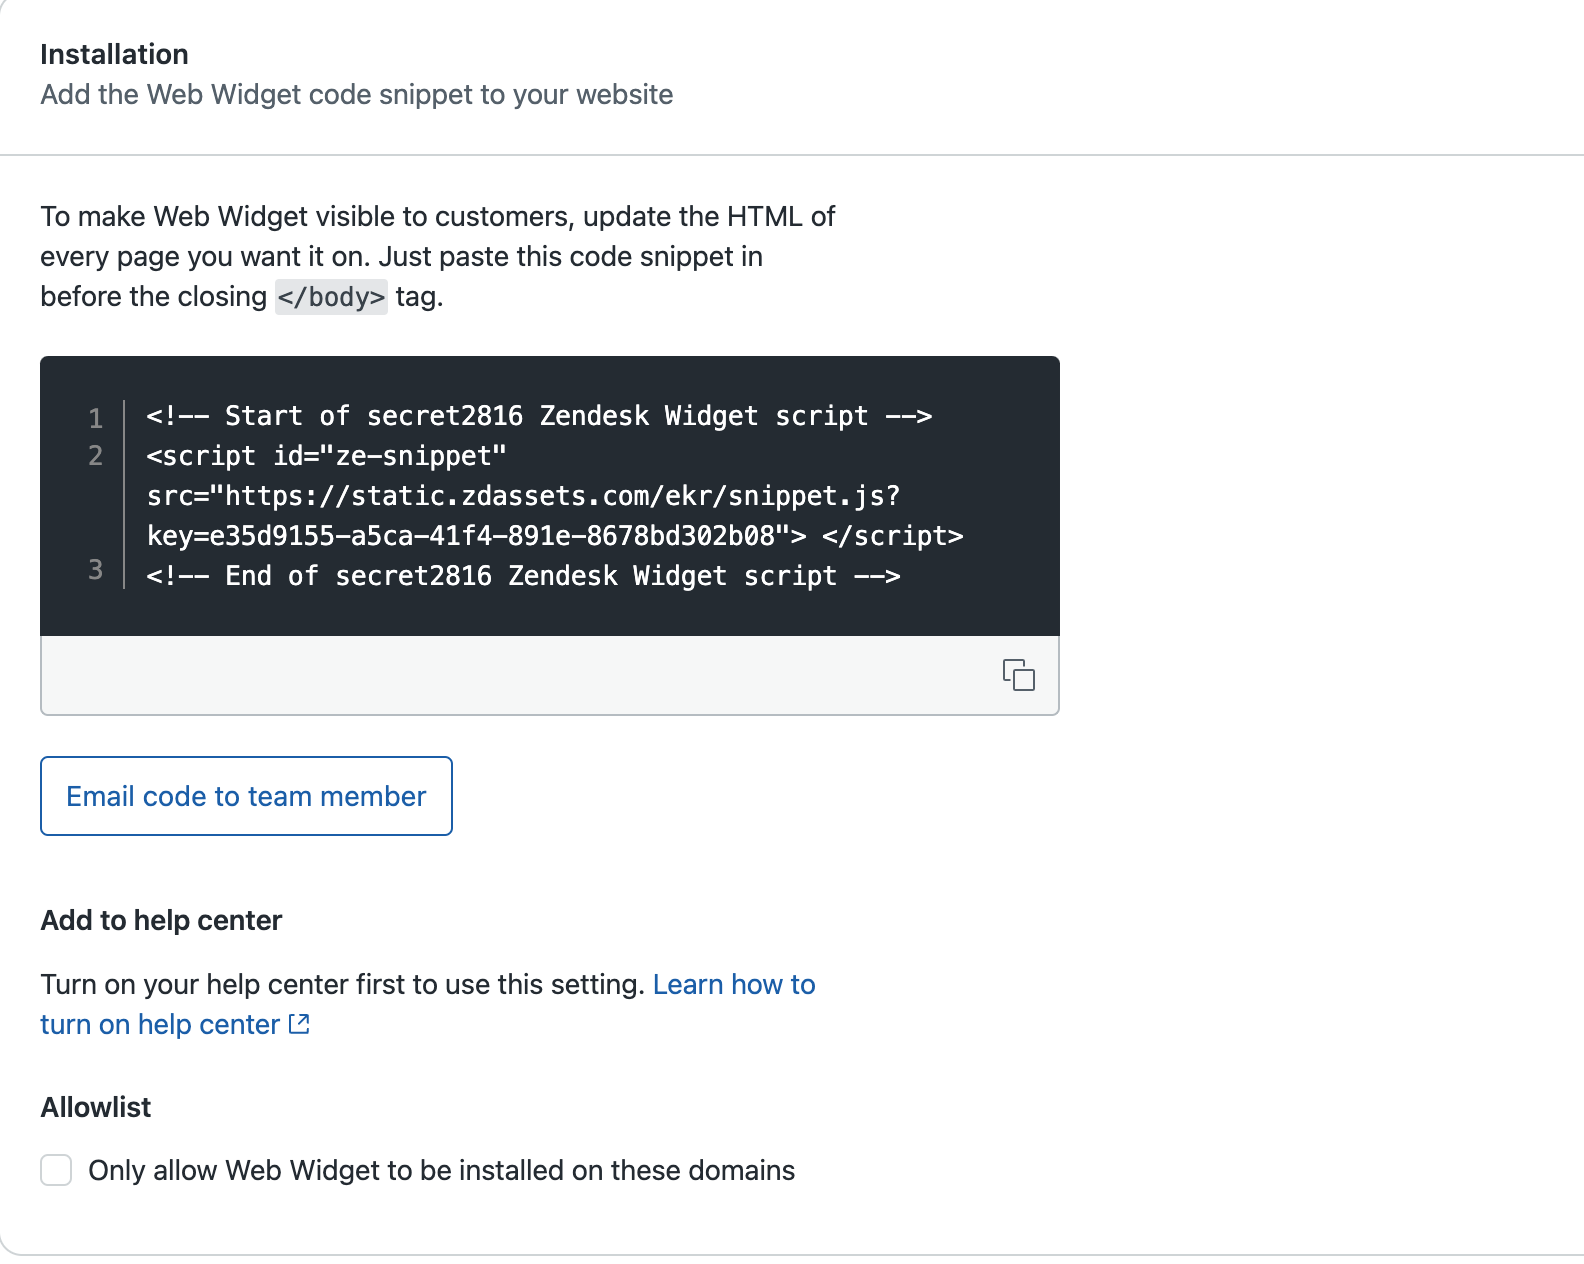 Installation
Add the Web Widget code snippet to your website
To make Web Widget visible to customers, update the HTML of
every page you want it on. Just paste this code snippet in
before the closing </body> tag.
1 <!-- Start of secret2816 Zendesk Widget script -->
2 <script id="ze-snippet"
src="https://static.zdassets.com/ekr/snippet.js?
key=e35d9155-a5ca-41f4-891e-8678bd302b08"> </script>
3 <!-- End of secret2816 Zendesk Widget script -->
Email code to team member
Add to help center
Turn on your help center first to use this setting. Learn how to
turn on help center
Allowlist
Only allow Web Widget to be installed on these domains